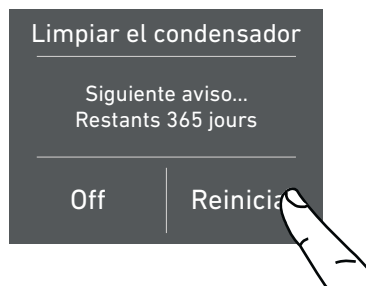 Limpiar el condensador
Siguiente aviso...
Restants 365 jours
Off Reinicia